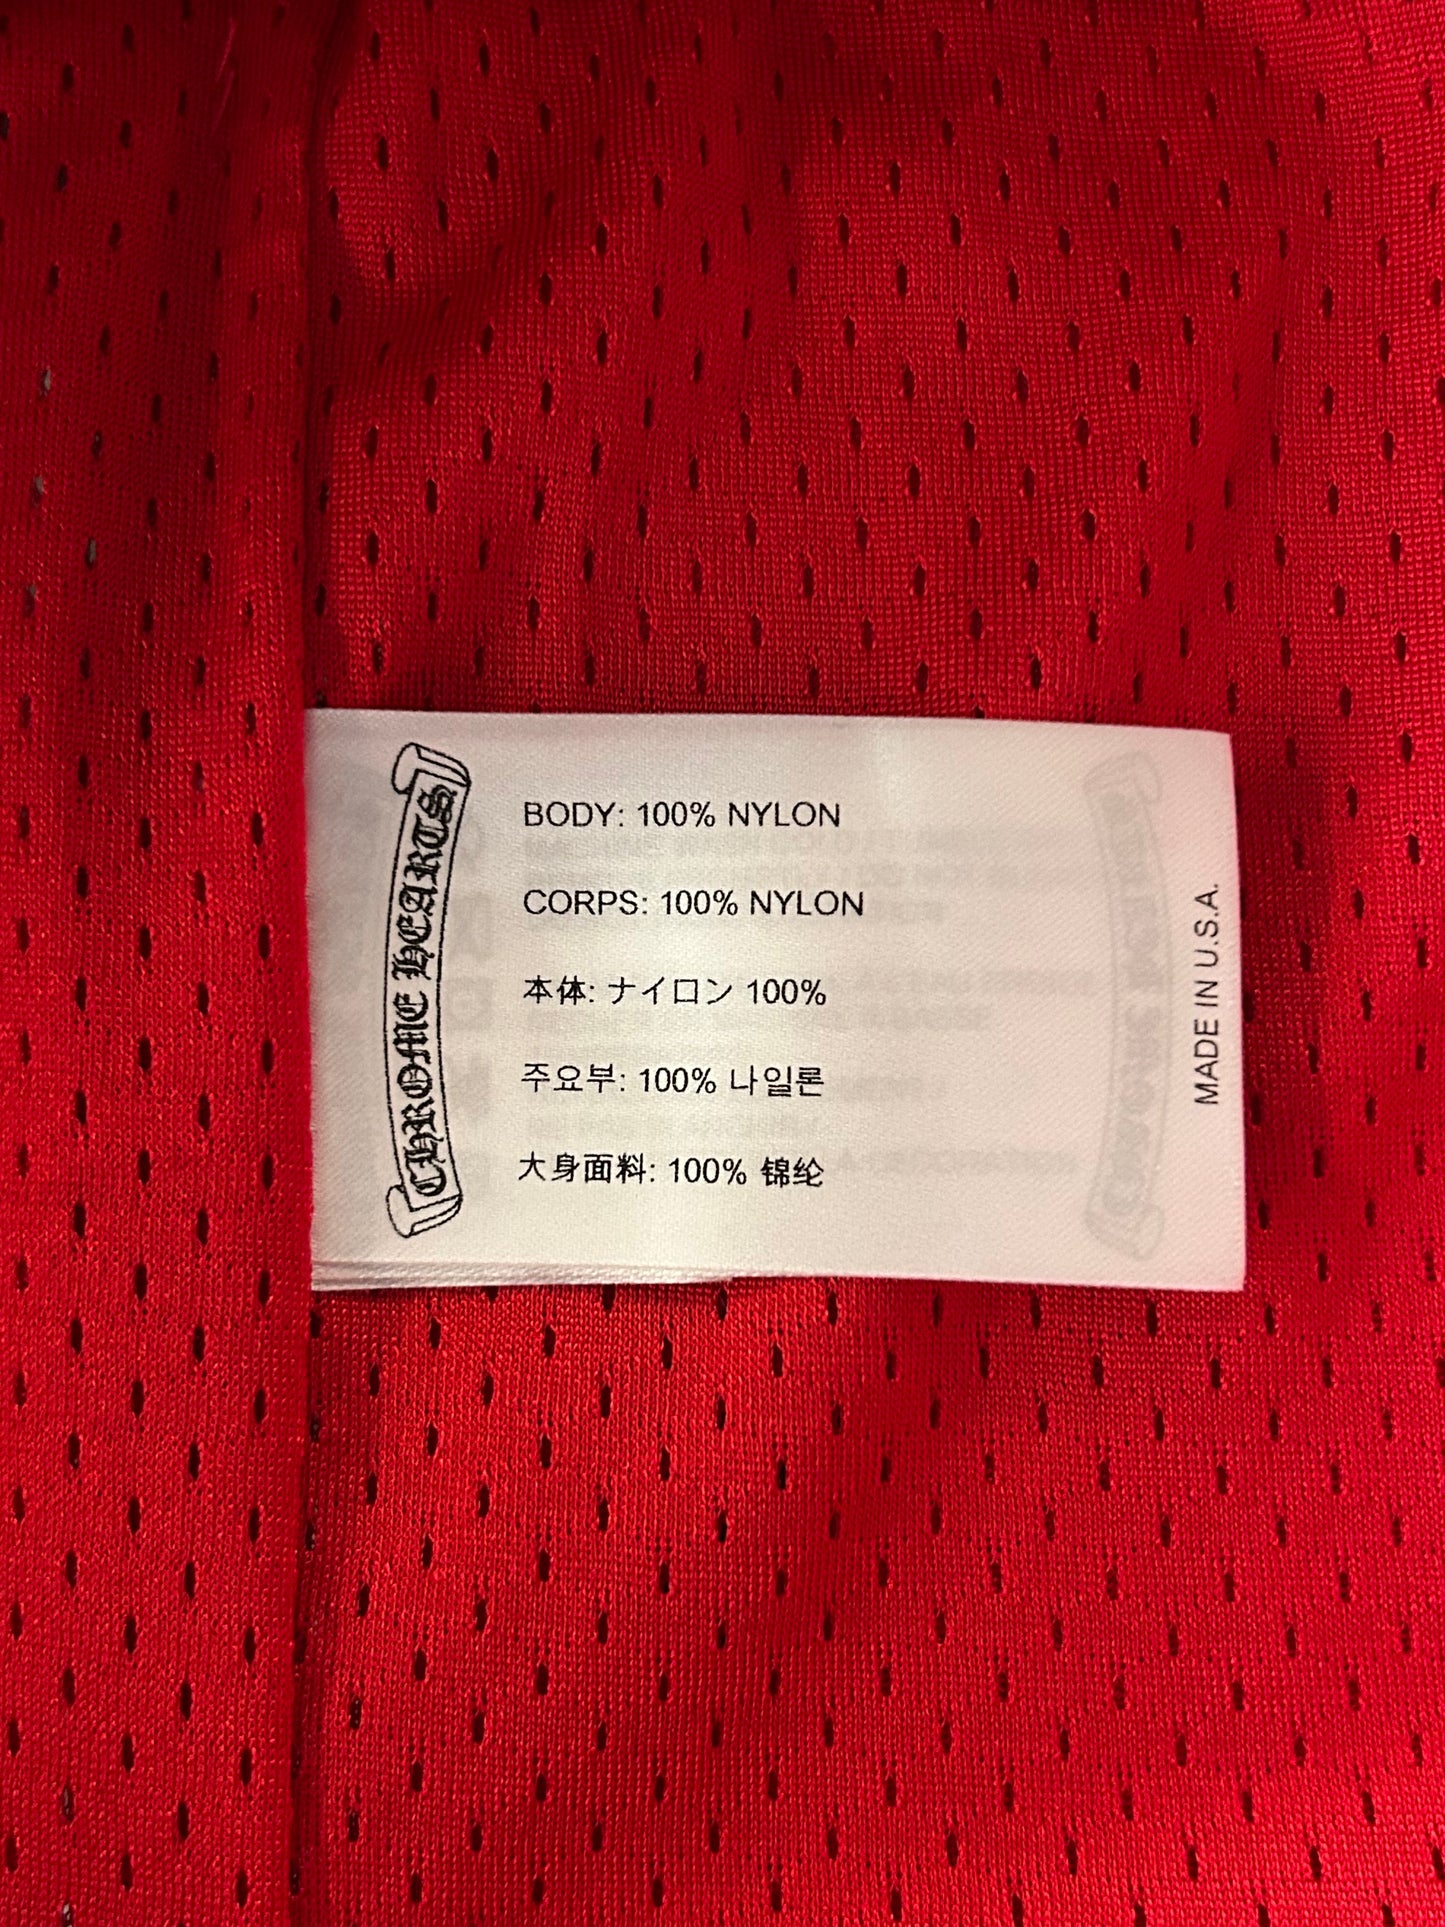 CHROME HEARTS
BODY: 100% NYLON
CORPS: 100% NYLON
本体: ナイロン 100%
주요부: 100% 나일론
大身面料: 100% 锦纶
MADE IN U.S.A.